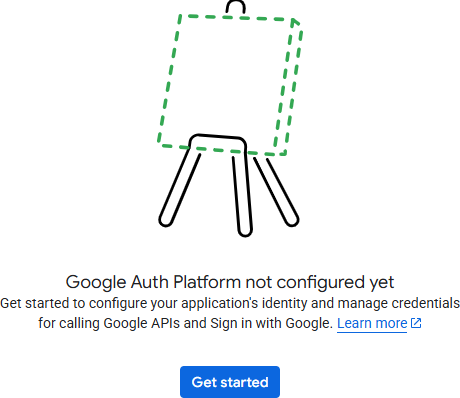 Google Auth Platform not configured yet
Get started to configure your application's identity and manage credentials
for calling Google APIs and Sign in with Google. Learn more
Get started